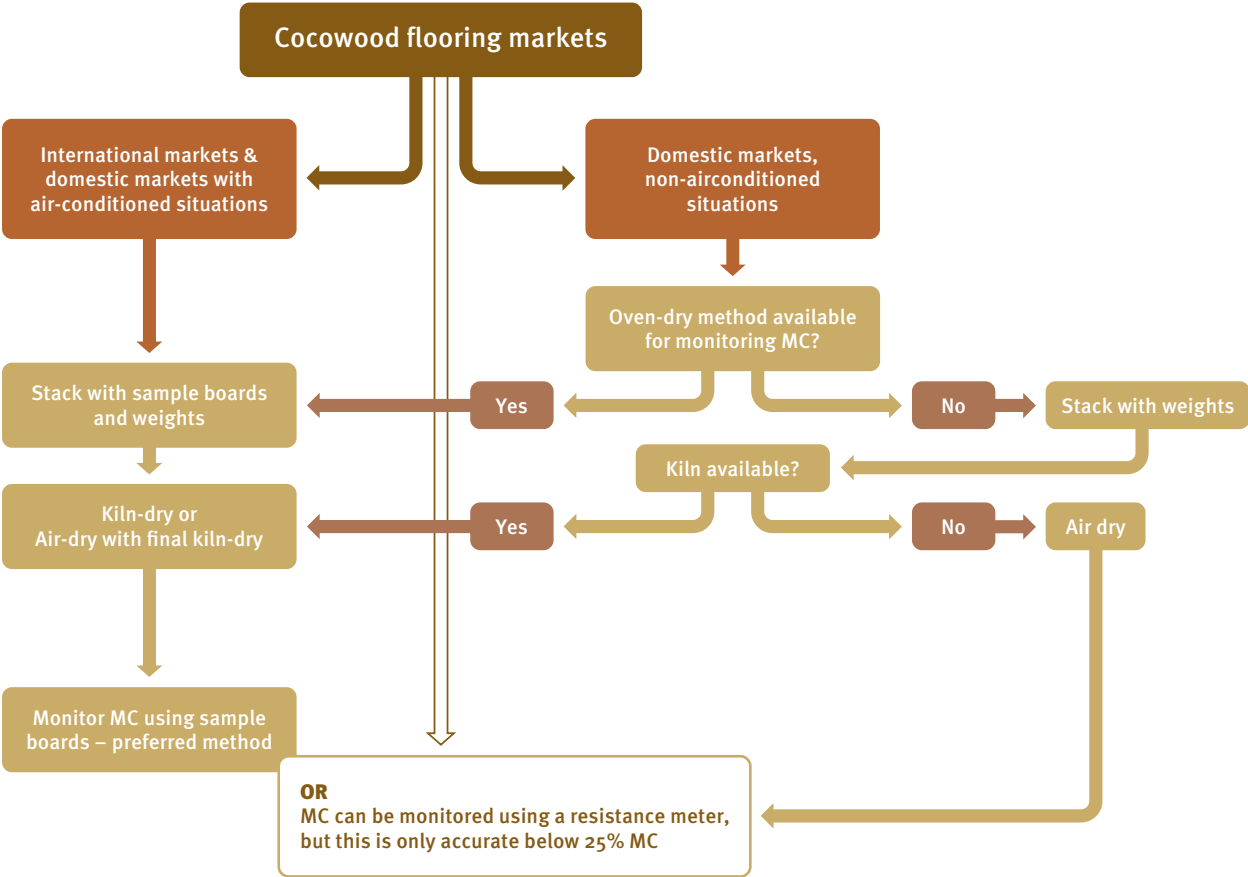 Cocowood flooring markets
International markets &
domestic markets with
air-conditioned situations
Domestic markets,
non-airconditioned
situations
Oven-dry method available
for monitoring MC?
Stack with sample boards
and weights
Yes
No
Stack with weights
Kiln available?
Kiln-dry or
Air-dry with final kiln-dry
Yes
No
Air dry
Monitor MC using sample
boards – preferred method
OR
MC can be monitored using a resistance meter,
but this is only accurate below 25% MC